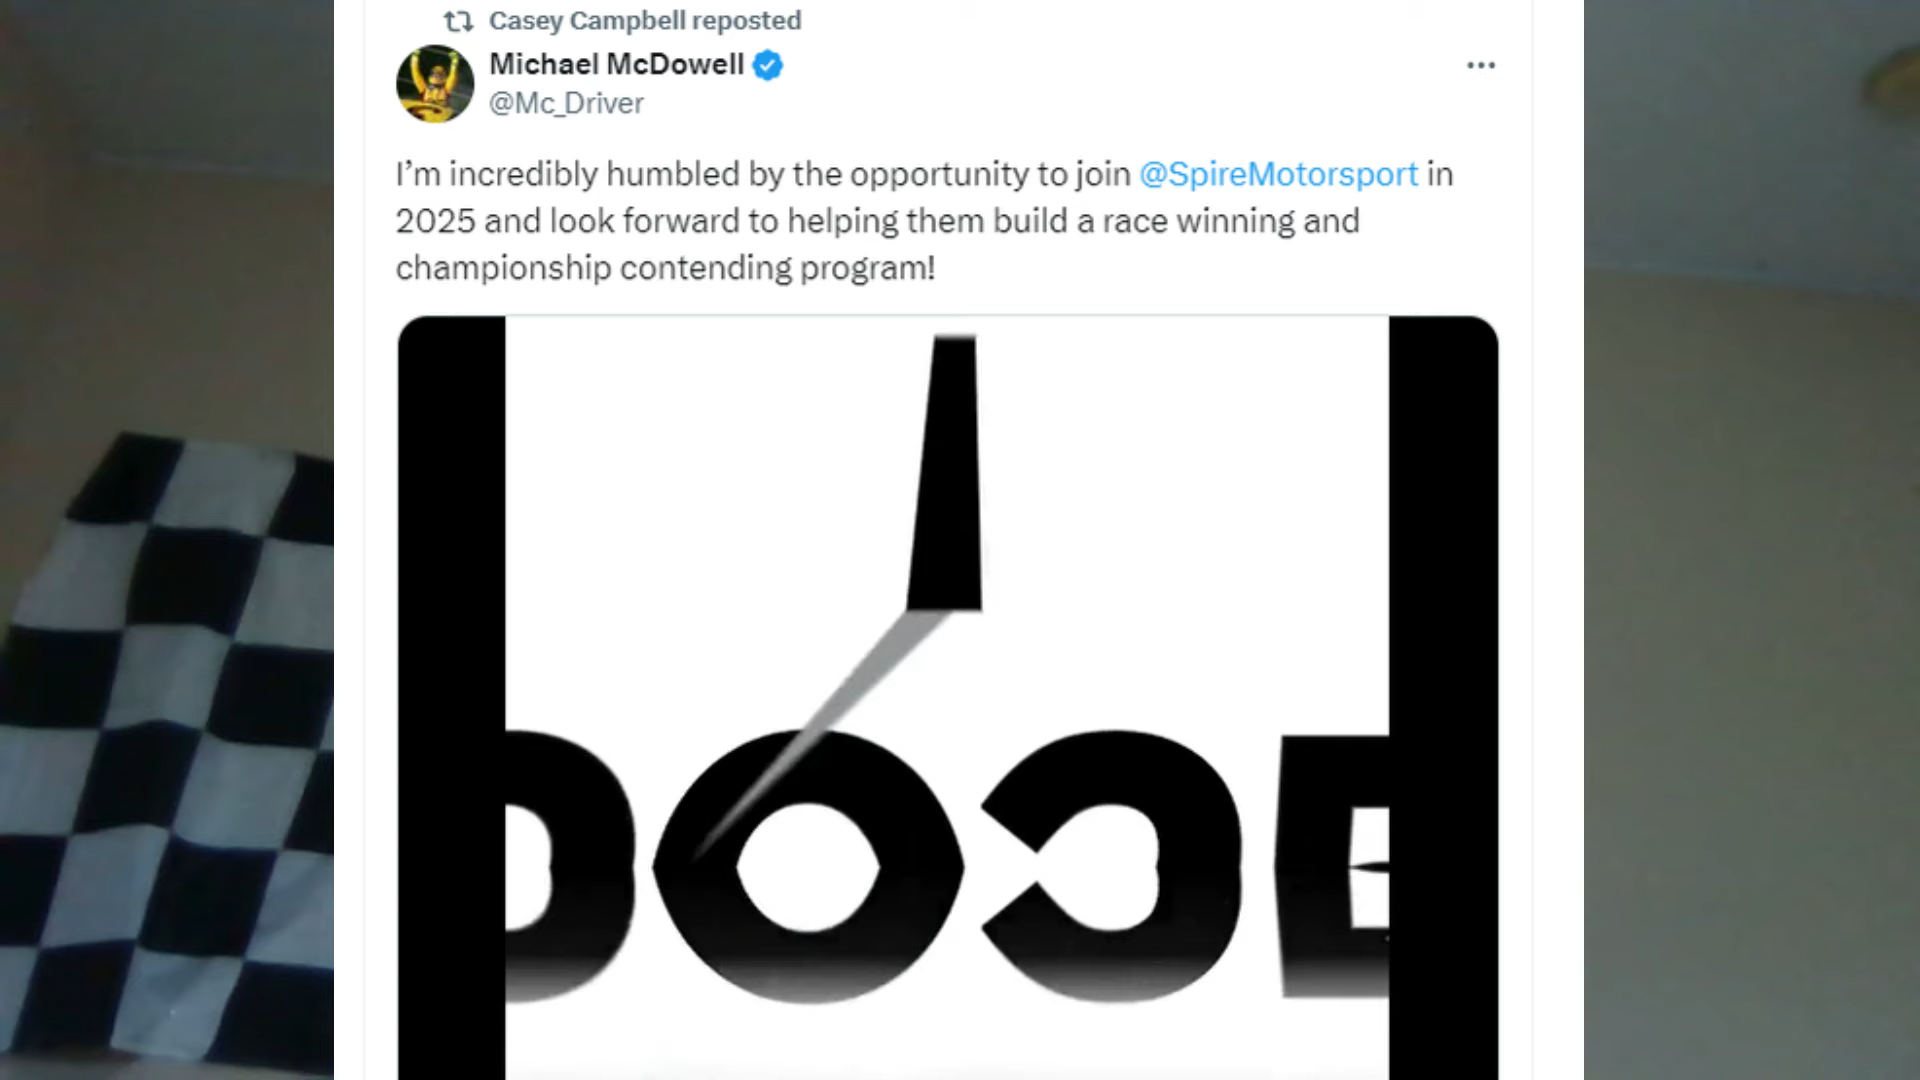 Casey Campbell reposted
Michael McDowell
@Mc_Driver
I’m incredibly humbled by the opportunity to join @SpireMotorsport in
2025 and look forward to helping them build a race winning and
championship contending program!